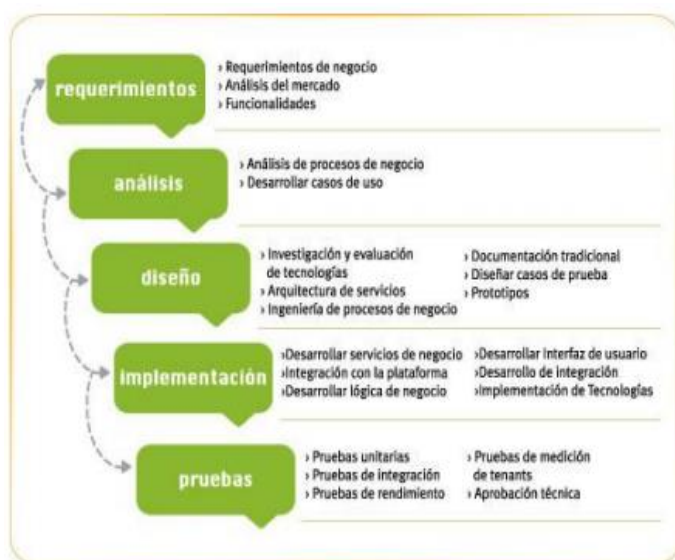 requerimientos
› Requerimientos de negocio
› Análisis del mercado
› Funcionalidades
análisis
› Análisis de procesos de negocio
› Desarrollar casos de uso
diseño
› Investigación y evaluación
de tecnologías
› Arquitectura de servicios
› Ingeniería de procesos de negocio
› Documentación tradicional
› Diseñar casos de prueba
› Prototipos
implementación
›Desarrollar servicios de negocio
›Integración con la plataforma
›Desarrollar lógica de negocio
›Desarrollar Interfaz de usuario
›Desarrollo de integración
›Implementación de Tecnologías
pruebas
› Pruebas unitarias
› Pruebas de integración
› Pruebas de rendimiento
› Pruebas de medición
de tenants
› Aprobación técnica